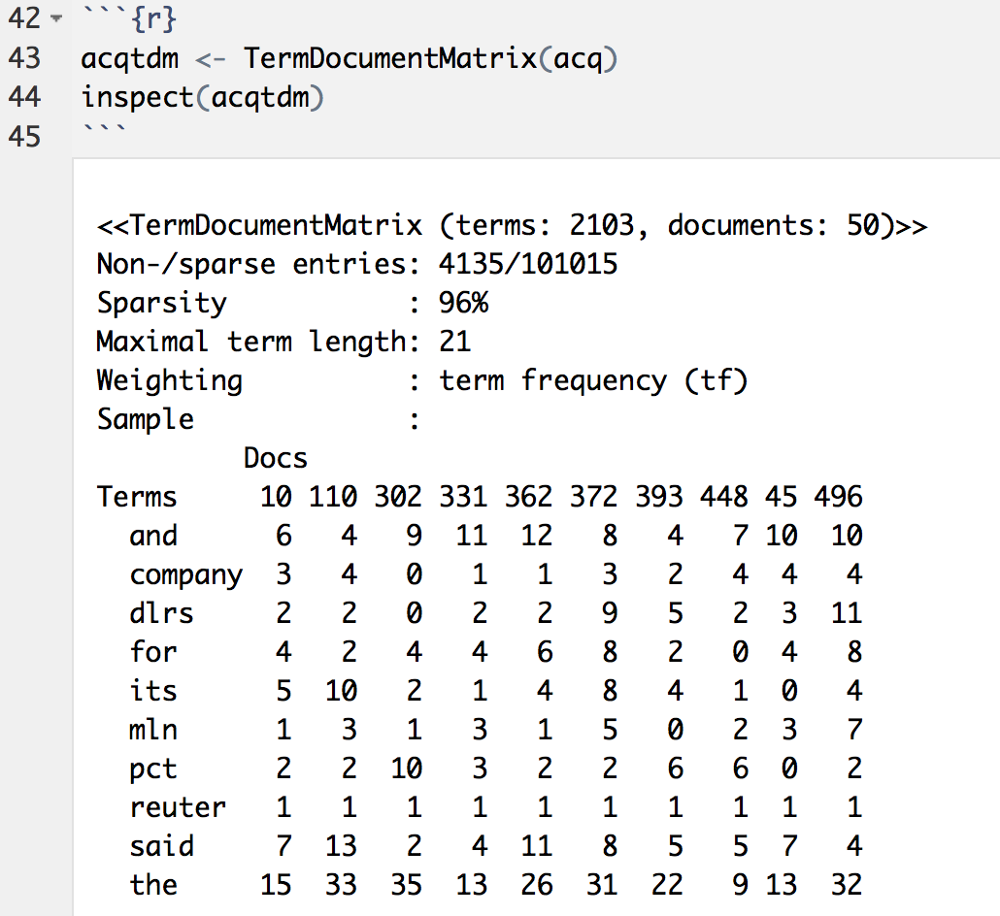 42 ```{r}
43 acqtdm <- TermDocumentMatrix(acq)
44 inspect(acqtdm)
45 ```
<<TermDocumentMatrix (terms: 2103, documents: 50)>>
Non-/sparse entries: 4135/101015
Sparsity           : 96%
Maximal term length: 21
Weighting          : term frequency (tf)
Sample             :
         Docs
Terms     10 110 302 331 362 372 393 448 45 496
  and      6   4   9  11  12   8   4   7 10  10
  company  3   4   0   1   1   3   2   4  4   4
  dlrs     2   2   0   2   2   9   5   2  3  11
  for      4   2   4   4   6   8   2   0  4   8
  its      5  10   2   1   4   8   4   1  0   4
  mln      1   3   1   3   1   5   0   2  3   7
  pct      2   2  10   3   2   2   6   6  0   2
  reuter   1   1   1   1   1   1   1   1  1   1
  said     7  13   2   4  11   8   5   5  7   4
  the     15  33  35  13  26  31  22   9 13  32